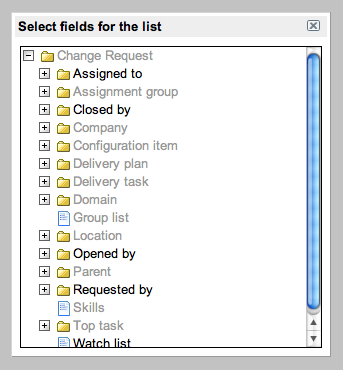 Select fields for the list
Change Request
Assigned to
Assignment group
Closed by
Company
Configuration item
Delivery plan
Delivery task
Domain
Group list
Location
Opened by
Parent
Requested by
Skills
Top task
Watch list